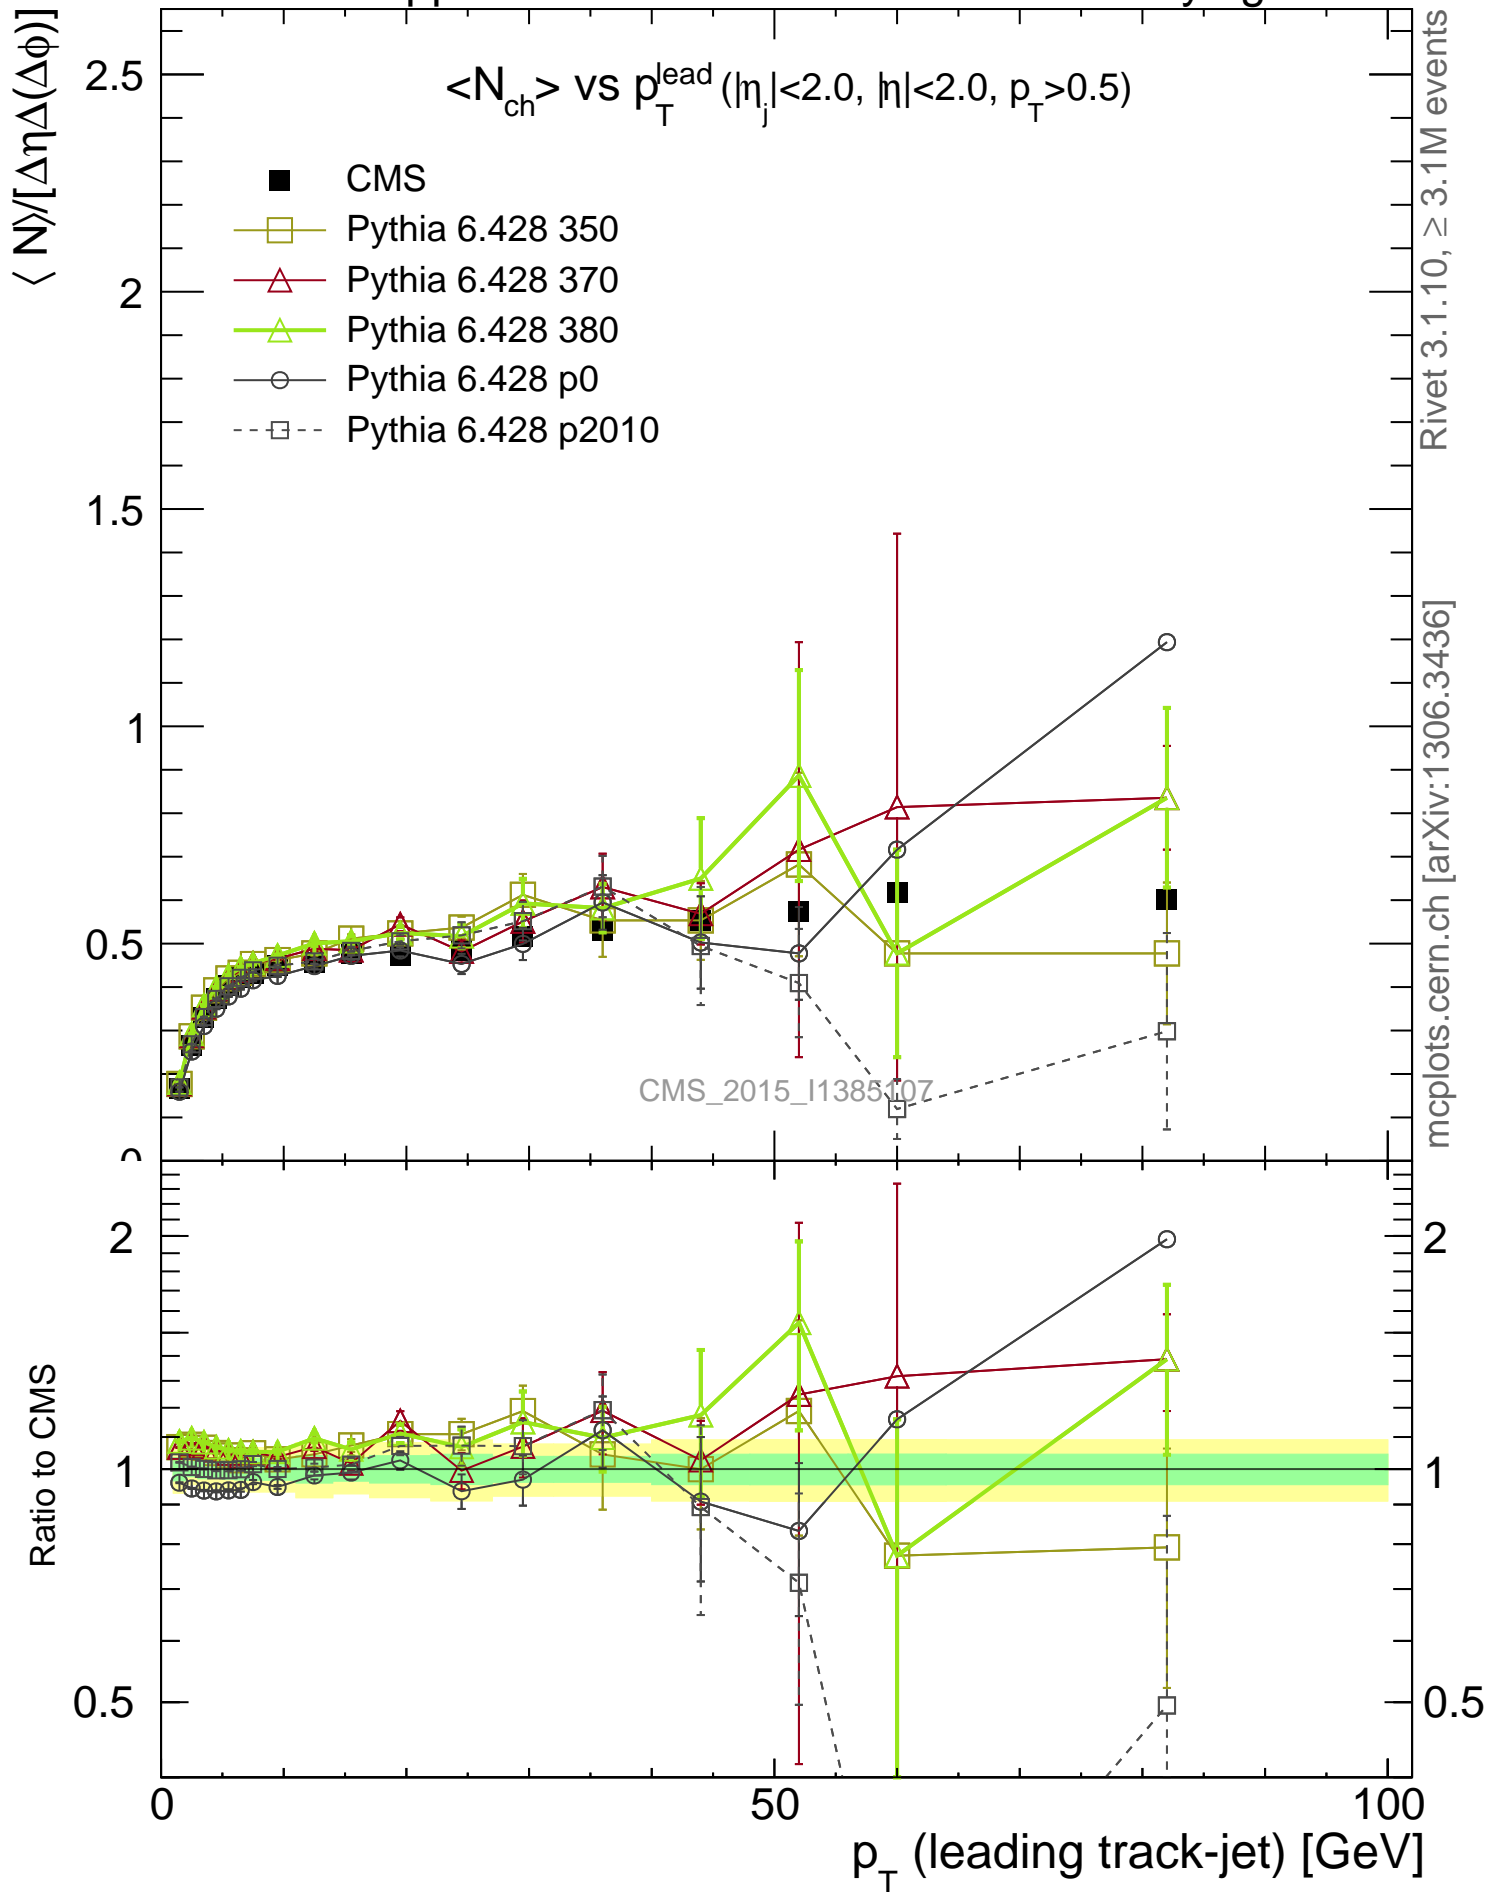 <N_ch> vs p_T^lead (|η_j|<2.0, |η|<2.0, p_T>0.5)
⟨ N⟩/[ΔηΔ(Δϕ)]
CMS
Pythia 6.428 350
Pythia 6.428 370
Pythia 6.428 380
Pythia 6.428 p0
Pythia 6.428 p2010
2.5
2
1.5
1
0.5
0
CMS_2015_I1385107
Rivet 3.1.10, ≥ 3.1M events
mcplots.cern.ch [arXiv:1306.3436]
Ratio to CMS
2
1
0.5
2
1
0.5
0
50
100
p_T (leading track-jet) [GeV]